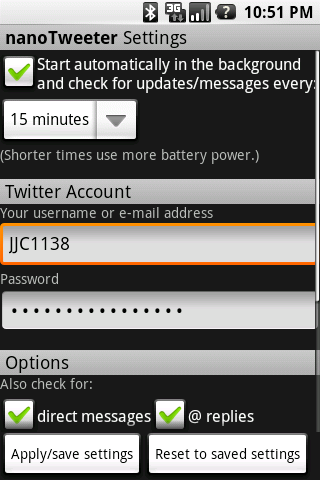 3G 10:51 PM
nanoTweeter Settings
Start automatically in the background
and check for updates/messages every:
15 minutes
(Shorter times use more battery power.)
Twitter Account
Your username or e-mail address
JJC1138
Password
••••••••••••••••
Options
Also check for:
direct messages @ replies
Apply/save settings Reset to saved settings